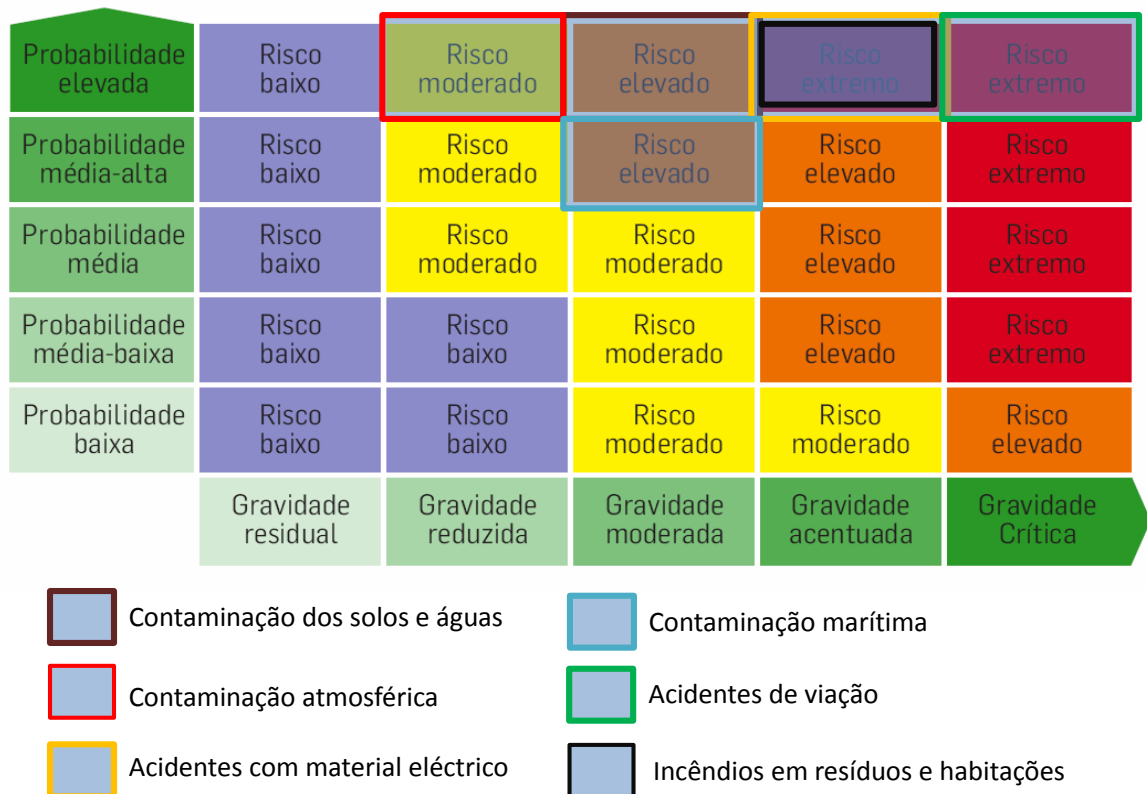 Probabilidade
elevada
Risco
baixo
Risco
moderado
Risco
elevado
Risco
extremo
Risco
extremo
Probabilidade
média-alta
Risco
baixo
Risco
moderado
Risco
elevado
Risco
elevado
Risco
extremo
Probabilidade
média
Risco
baixo
Risco
moderado
Risco
moderado
Risco
elevado
Risco
extremo
Probabilidade
média-baixa
Risco
baixo
Risco
baixo
Risco
moderado
Risco
elevado
Risco
extremo
Probabilidade
baixa
Risco
baixo
Risco
baixo
Risco
moderado
Risco
moderado
Risco
elevado
Gravidade
residual
Gravidade
reduzida
Gravidade
moderada
Gravidade
acentuada
Gravidade
Crítica
Contaminação dos solos e águas
Contaminação marítima
Contaminação atmosférica
Acidentes de viação
Acidentes com material eléctrico
Incêndios em resíduos e habitações